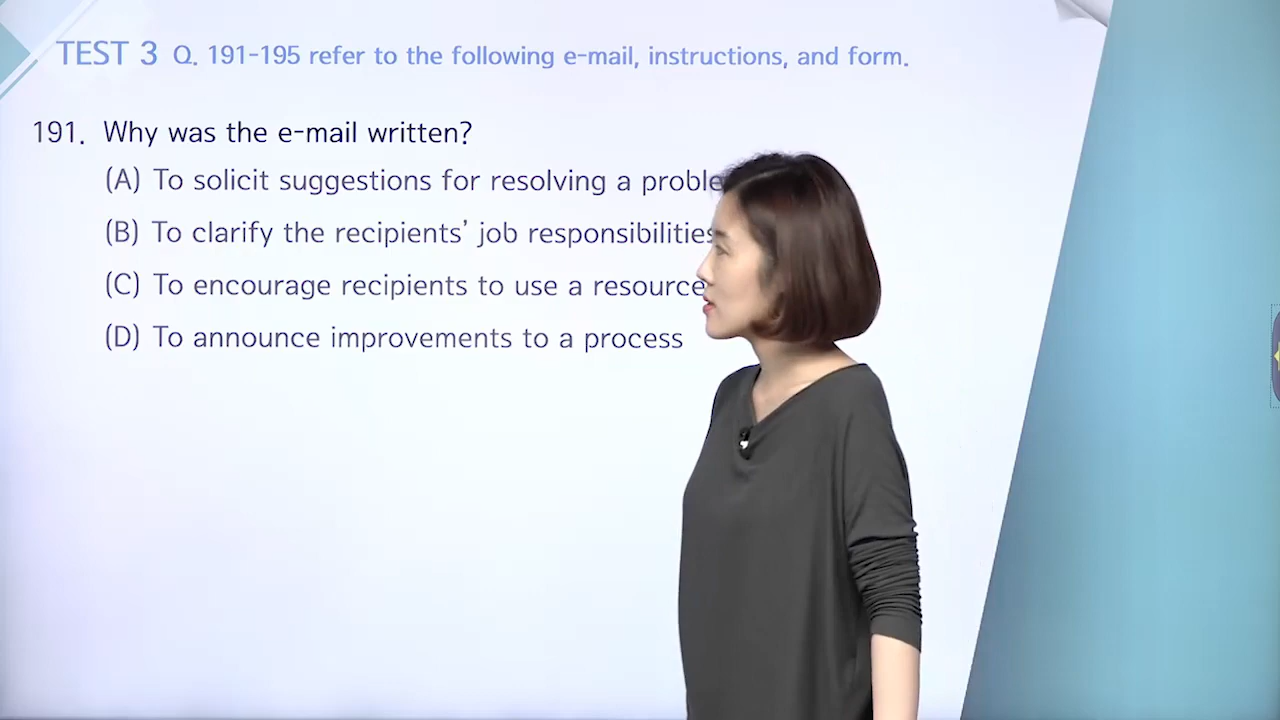 TEST 3 Q. 191-195 refer to the following e-mail, instructions, and form.
191. Why was the e-mail written?
(A) To solicit suggestions for resolving a
(B) To clarify the recipients' job responsibilities
(C) To encourage recipients to use a resource
(D) To announce improvements to a process